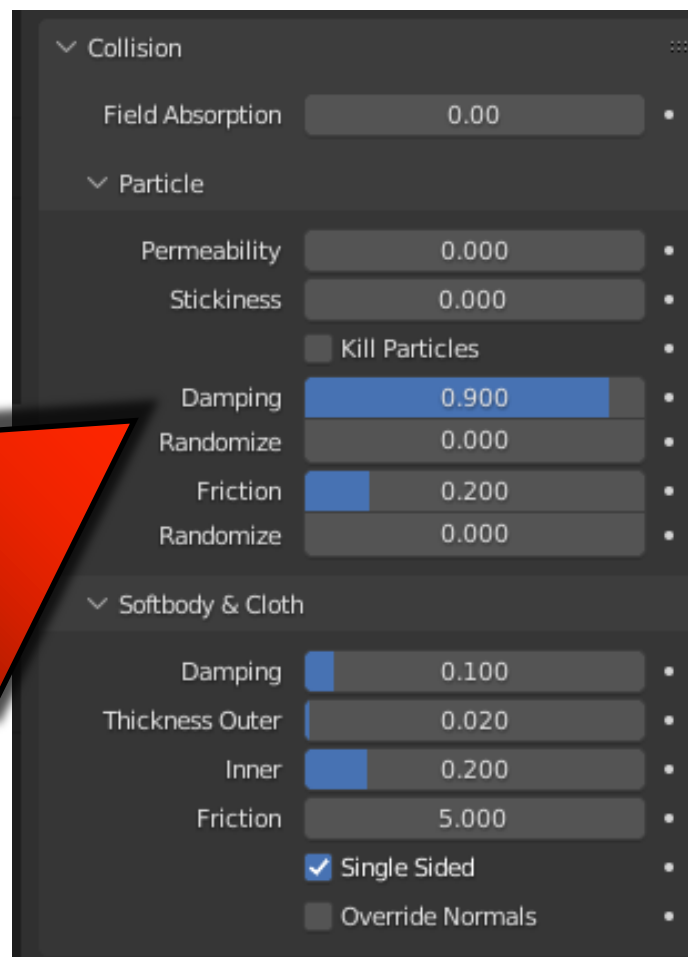 Collision
Field Absorption 0.00
Particle
Permeability 0.000
Stickiness 0.000
Kill Particles
Damping 0.900
Randomize 0.000
Friction 0.200
Randomize 0.000
Softbody & Cloth
Damping 0.100
Thickness Outer 0.020
Inner 0.200
Friction 5.000
Single Sided
Override Normals